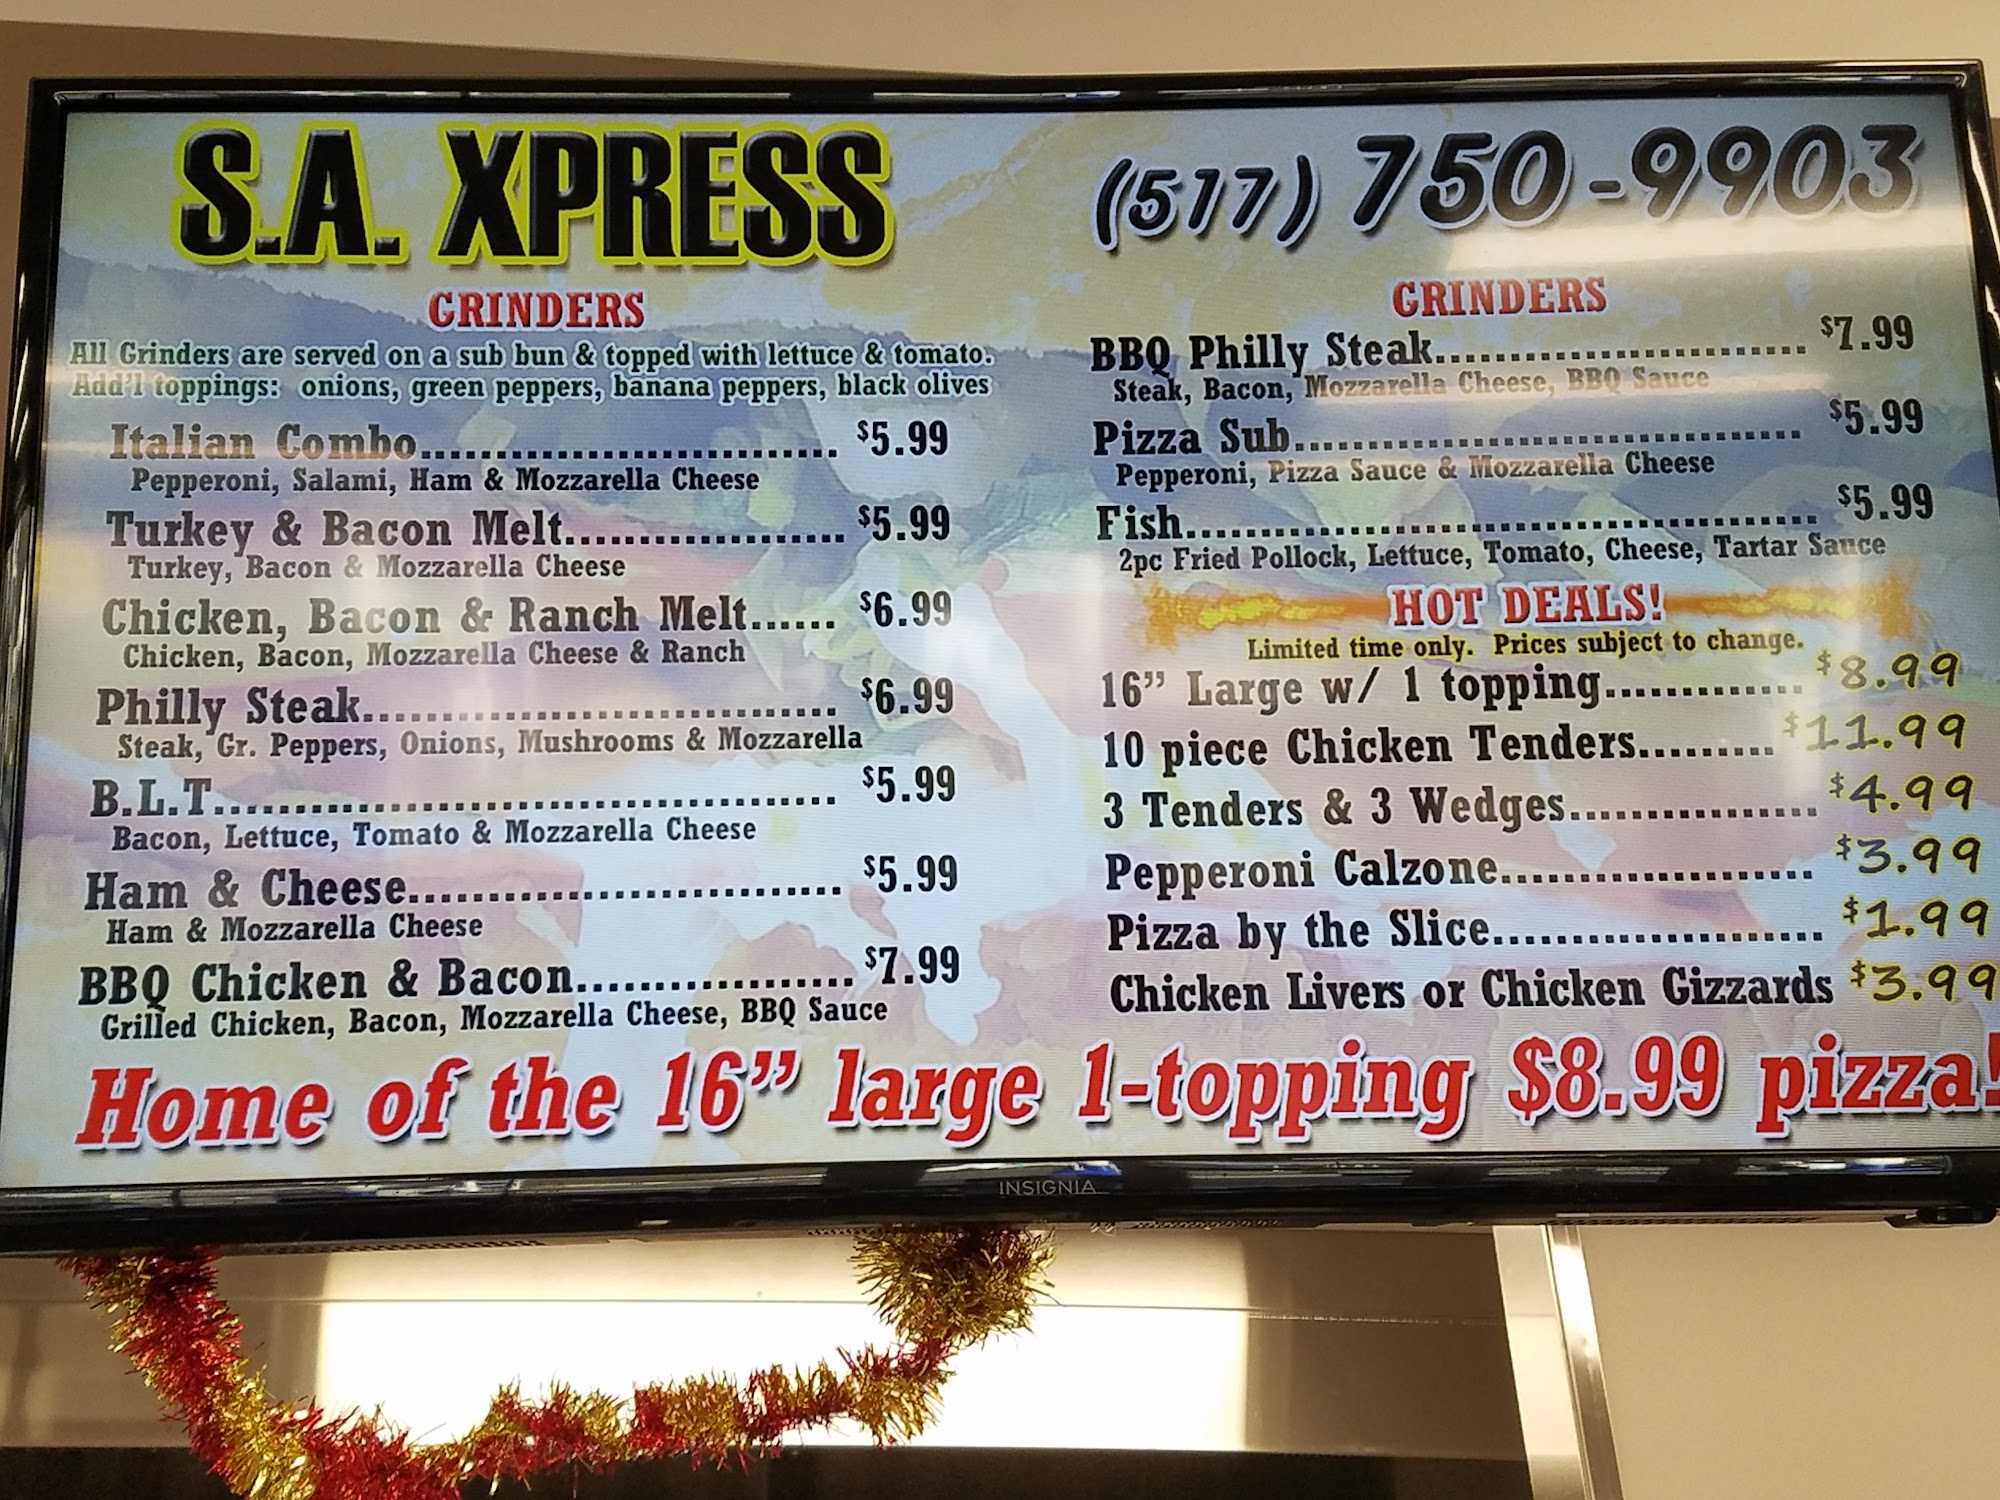 S.A. XPRESS
(517) 750-9903
GRINDERS
All Grinders are served on a sub bun & topped with lettuce & tomato.
Add'l toppings: onions, green peppers, banana peppers, black olives
Italian Combo........................... $5.99
Pepperoni, Salami, Ham & Mozzarella Cheese
Turkey & Bacon Melt................... $5.99
Turkey, Bacon & Mozzarella Cheese
Chicken, Bacon & Ranch Melt...... $6.99
Chicken, Bacon, Mozzarella Cheese & Ranch
Philly Steak............................... $6.99
Steak, Gr. Peppers, Onions, Mushrooms & Mozzarella
B.L.T........................................ $5.99
Bacon, Lettuce, Tomato & Mozzarella Cheese
Ham & Cheese............................ $5.99
Ham & Mozzarella Cheese
BBQ Chicken & Bacon.................. $7.99
Grilled Chicken, Bacon, Mozzarella Cheese, BBQ Sauce
GRINDERS
BBQ Philly Steak......................... $7.99
Steak, Bacon, Mozzarella Cheese, BBQ Sauce
Pizza Sub................................. $5.99
Pepperoni, Pizza Sauce & Mozzarella Cheese
Fish......................................... $5.99
2pc Fried Pollock, Lettuce, Tomato, Cheese, Tartar Sauce
HOT DEALS!
Limited time only. Prices subject to change.
16” Large w/ 1 topping............. $8.99
10 piece Chicken Tenders......... $11.99
3 Tenders & 3 Wedges................ $4.99
Pepperoni Calzone..................... $3.99
Pizza by the Slice...................... $1.99
Chicken Livers or Chicken Gizzards $3.99
Home of the 16” large 1-topping $8.99 pizza!
INSIGNIA